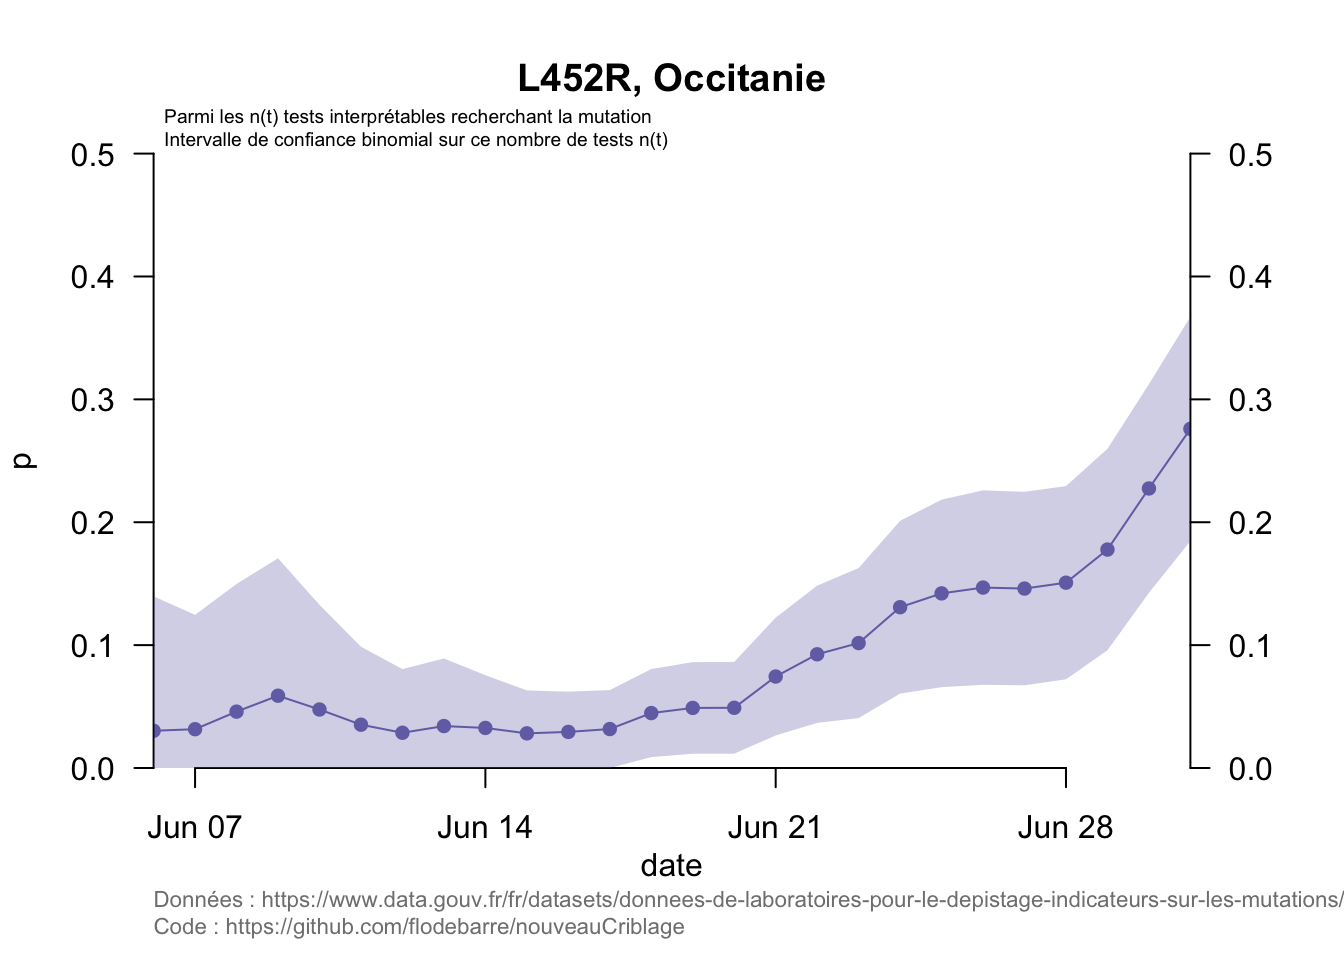 L452R, Occitanie
Parmi les n(t) tests interprétables recherchant la mutation
Intervalle de confiance binomial sur ce nombre de tests n(t)
0.5 0.5
0.4 0.4
0.3 0.3
p
0.2 0.2
0.1 0.1
0.0 0.0
Jun 07 Jun 14 Jun 21 Jun 28
date
Données : https://www.data.gouv.fr/fr/datasets/donnees-de-laboratoires-pour-le-depistage-indicateurs-sur-les-mutations/
Code : https://github.com/flodebarre/nouveauCriblage